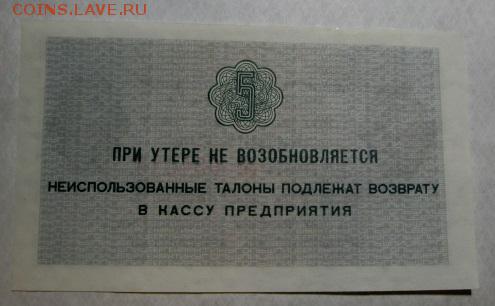 COINS.LAVE.RU
5
ПРИ УТЕРЕ НЕ ВОЗОБНОВЛЯЕТСЯ
НЕИСПОЛЬЗОВАННЫЕ ТАЛОНЫ ПОДЛЕЖАТ ВОЗВРАТУ
В КАССУ ПРЕДПРИЯТИЯ